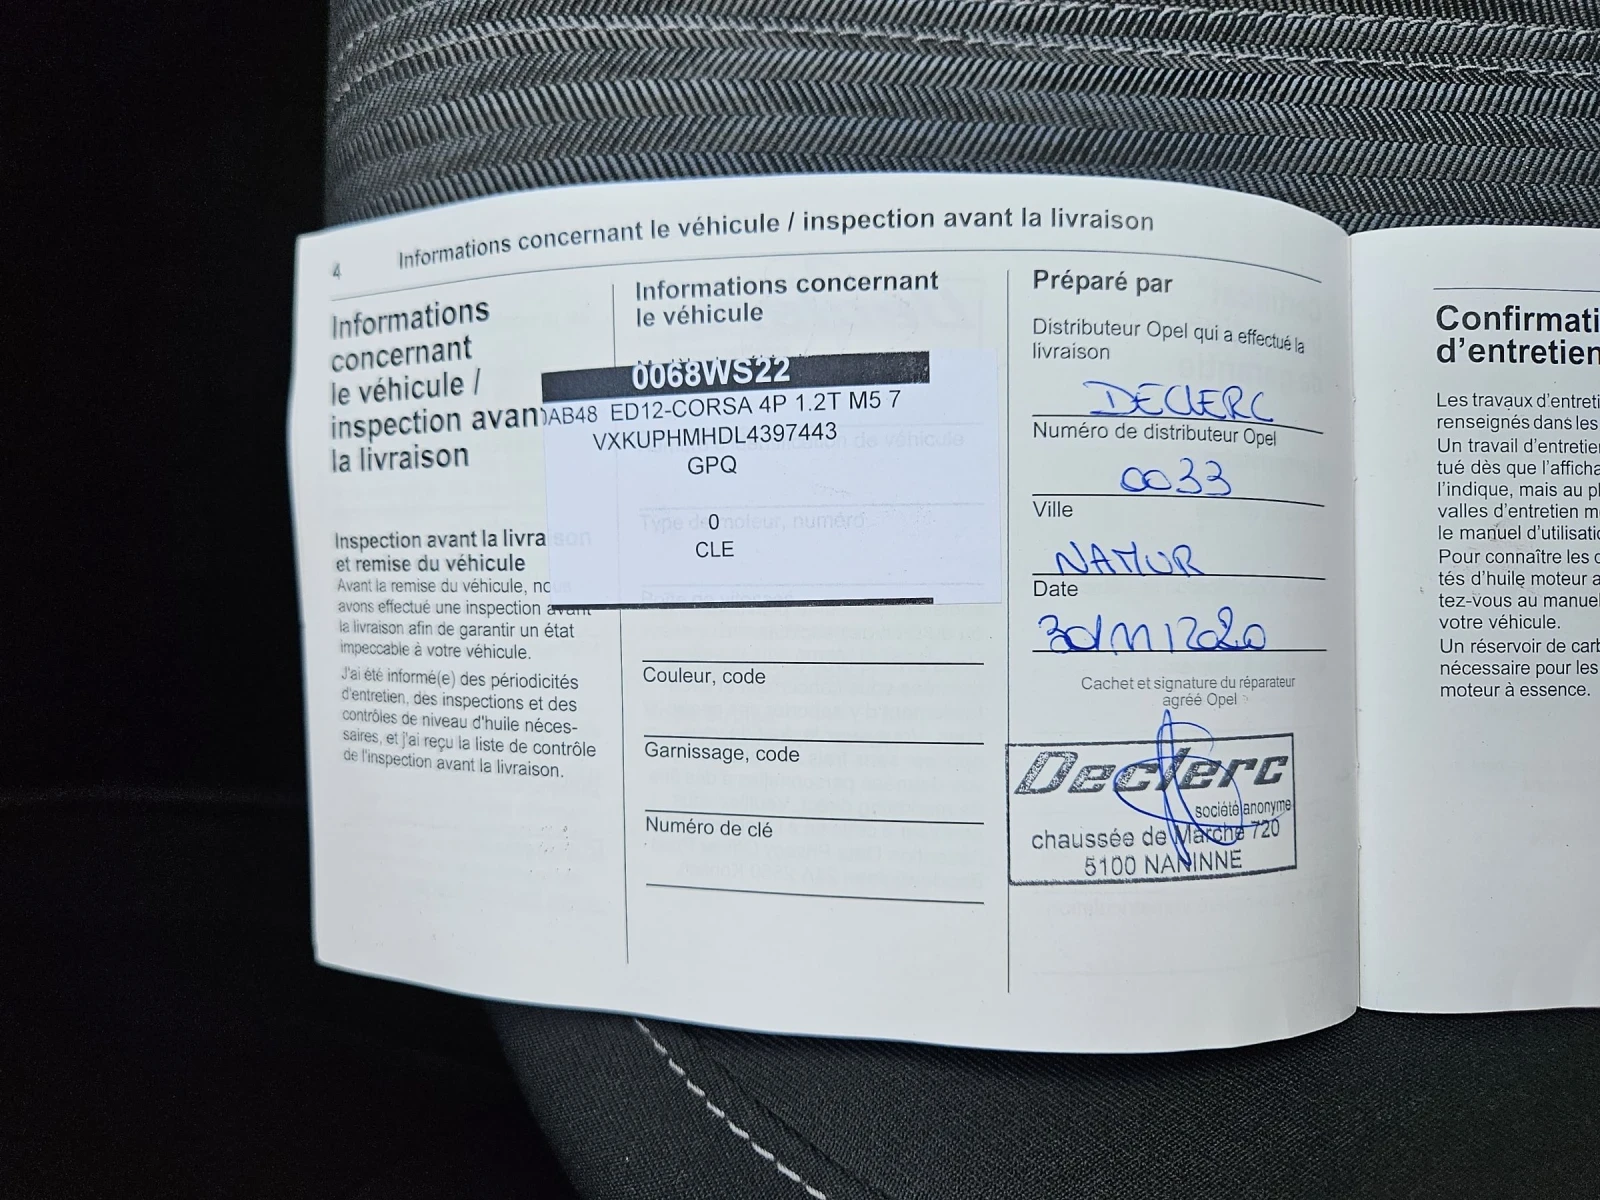 4 Informations concernant le véhicule / inspection avant la livraison
Informations
concernant
le véhicule /
inspection avan
la livraison
Inspection avant la livra
et remise du véhicule
Avant la remise du véhicule, nous
avons effectué une inspection avant
la livraison afin de garantir un état
impeccable à votre véhicule.
J'ai été informé(e) des périodicités
d'entretien, des inspections et des
contrôles de niveau d'huile néces-
saires, et j'ai reçu la liste de contrôle
de l'inspection avant la livraison.
Informations concernant
le véhicule
0068WS22
0AB48 ED12-CORSA 4P 1.2T M5 7
VXKUPHMHDL4397443
GPQ
Type de moteur, numéro
0
CLE
Couleur, code
Garnissage, code
Numéro de clé
Préparé par
Distributeur Opel qui a effectué la
livraison
DECLERC
Numéro de distributeur Opel
0033
Ville
NAMUR
Date
30/11/2020
Cachet et signature du réparateur
agréé Opel
Declerc
société anonyme
chaussée de Marche 720
5100 NANINNE
Confirmati
d'entretien
Les travaux d'entreti
renseignés dans les
Un travail d'entretien
tué dès que l'afficha
l'indique, mais au pl
valles d'entretien m
le manuel d'utilisatio
Pour connaître les
tés d'huile moteur a
tez-vous au manuel
votre véhicule.
Un réservoir de carb
nécessaire pour les
moteur à essence.